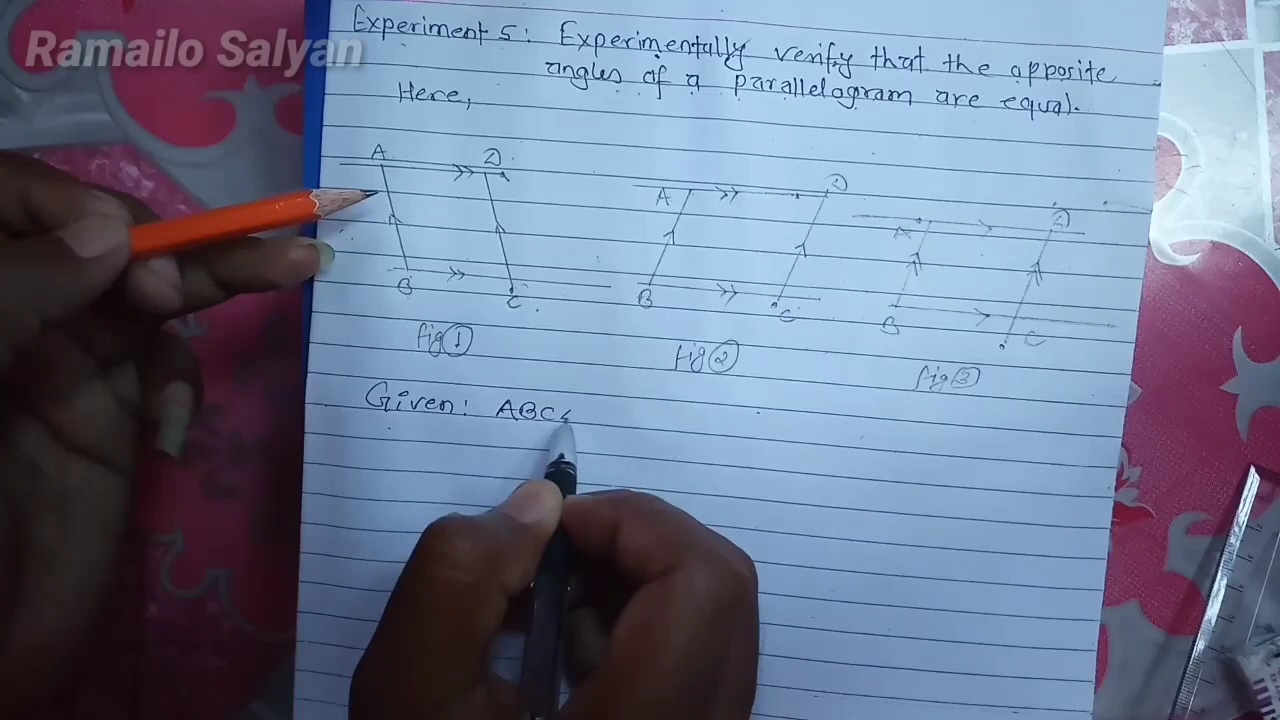 Ramailo Salyan
Experiment 5: Experimentally verify that the opposite
angles of a parallelogram are equal.
Here,
A D
B C
A D
B C
A D
B C
fig 1
fig 2
fig 3
Given: ABC